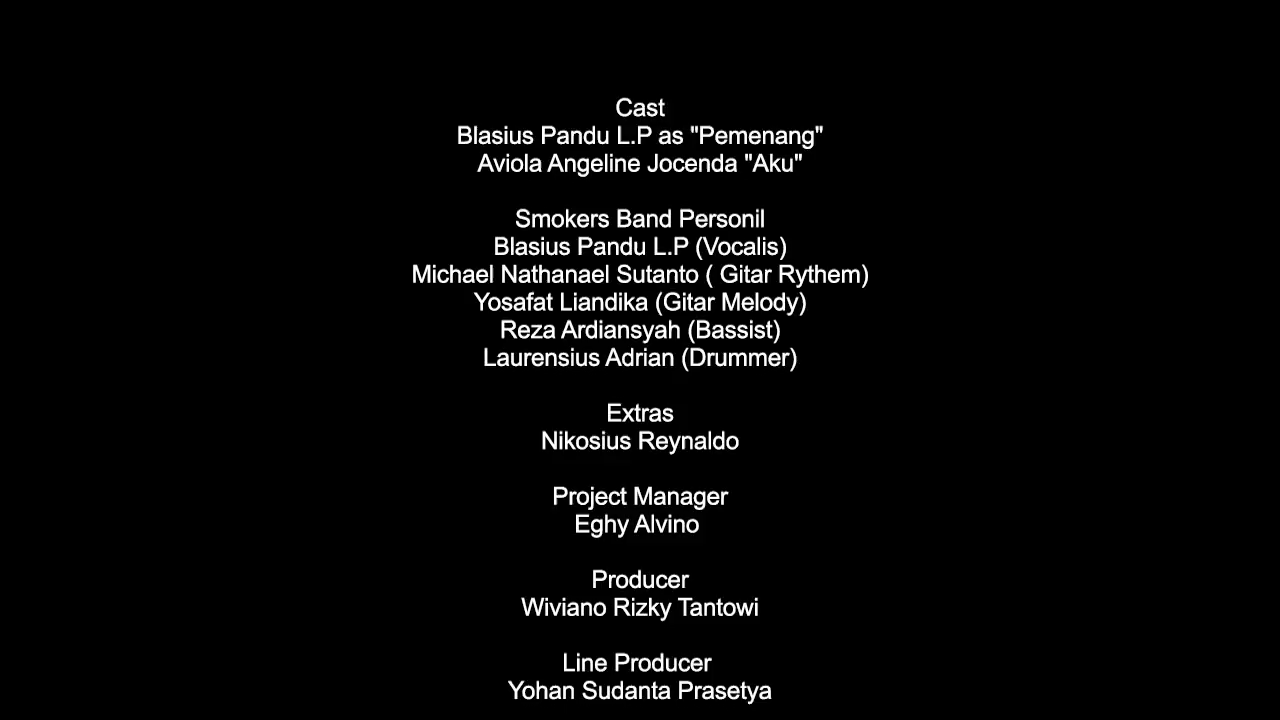 Cast
Blasius Pandu L.P as "Pemenang"
Aviola Angeline Jocenda "Aku"
Smokers Band Personil
Blasius Pandu L.P (Vocalis)
Michael Nathanael Sutanto ( Gitar Rythem)
Yosafat Liandika (Gitar Melody)
Reza Ardiansyah (Bassist)
Laurensius Adrian (Drummer)
Extras
Nikosius Reynaldo
Project Manager
Eghy Alvino
Producer
Wiviano Rizky Tantowi
Line Producer
Yohan Sudanta Prasetya